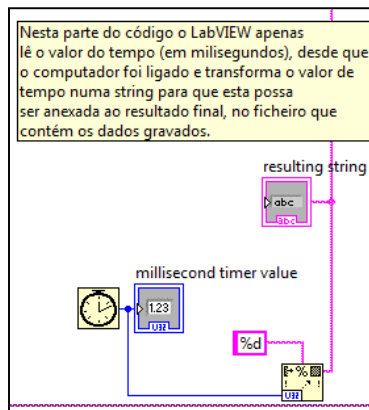 Nesta parte do código o LabVIEW apenas
lê o valor do tempo (em milisegundos), desde que
o computador foi ligado e transforma o valor de
tempo numa string para que esta possa
ser anexada ao resultado final, no ficheiro que
contém os dados gravados.
resulting string
abc
abc
millisecond timer value
1.23
U32
%d
%
U32